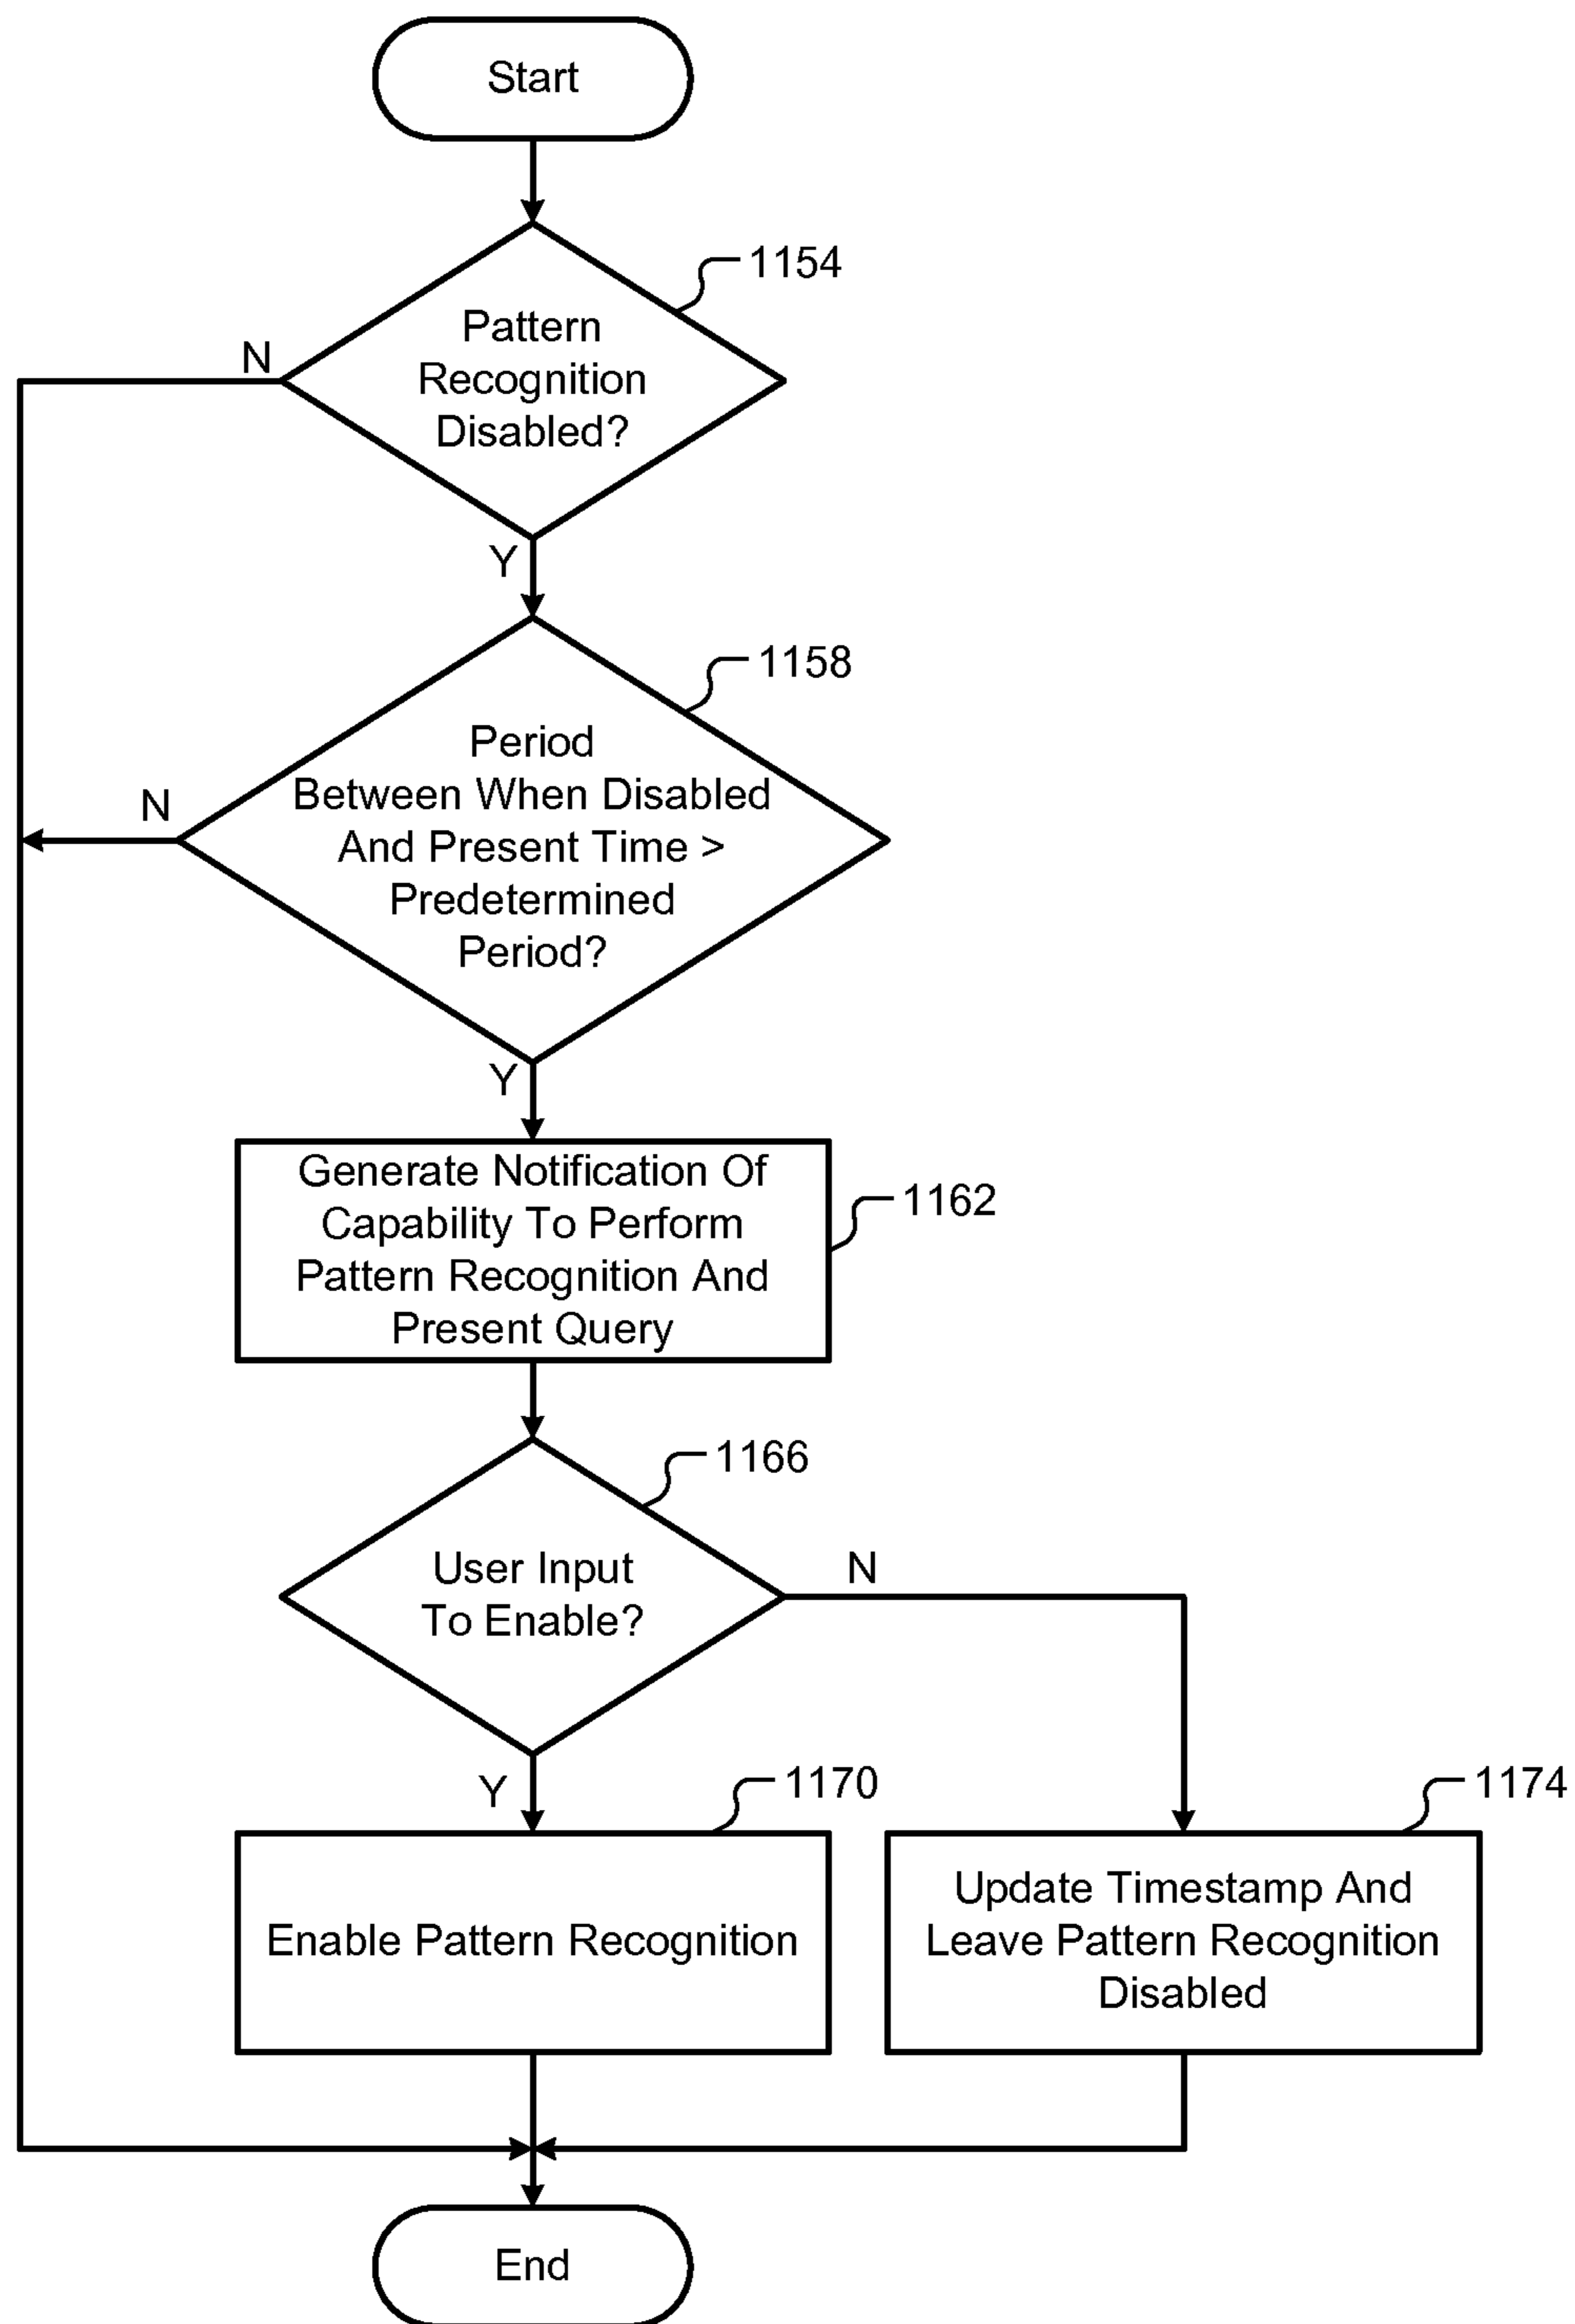 Start
1154
Pattern
Recognition
Disabled?
N
Y
1158
Period
Between When Disabled
And Present Time >
Predetermined
Period?
N
Y
Generate Notification Of
Capability To Perform
Pattern Recognition And
Present Query
1162
1166
User Input
To Enable?
N
Y
1170
1174
Enable Pattern Recognition
Update Timestamp And
Leave Pattern Recognition
Disabled
End